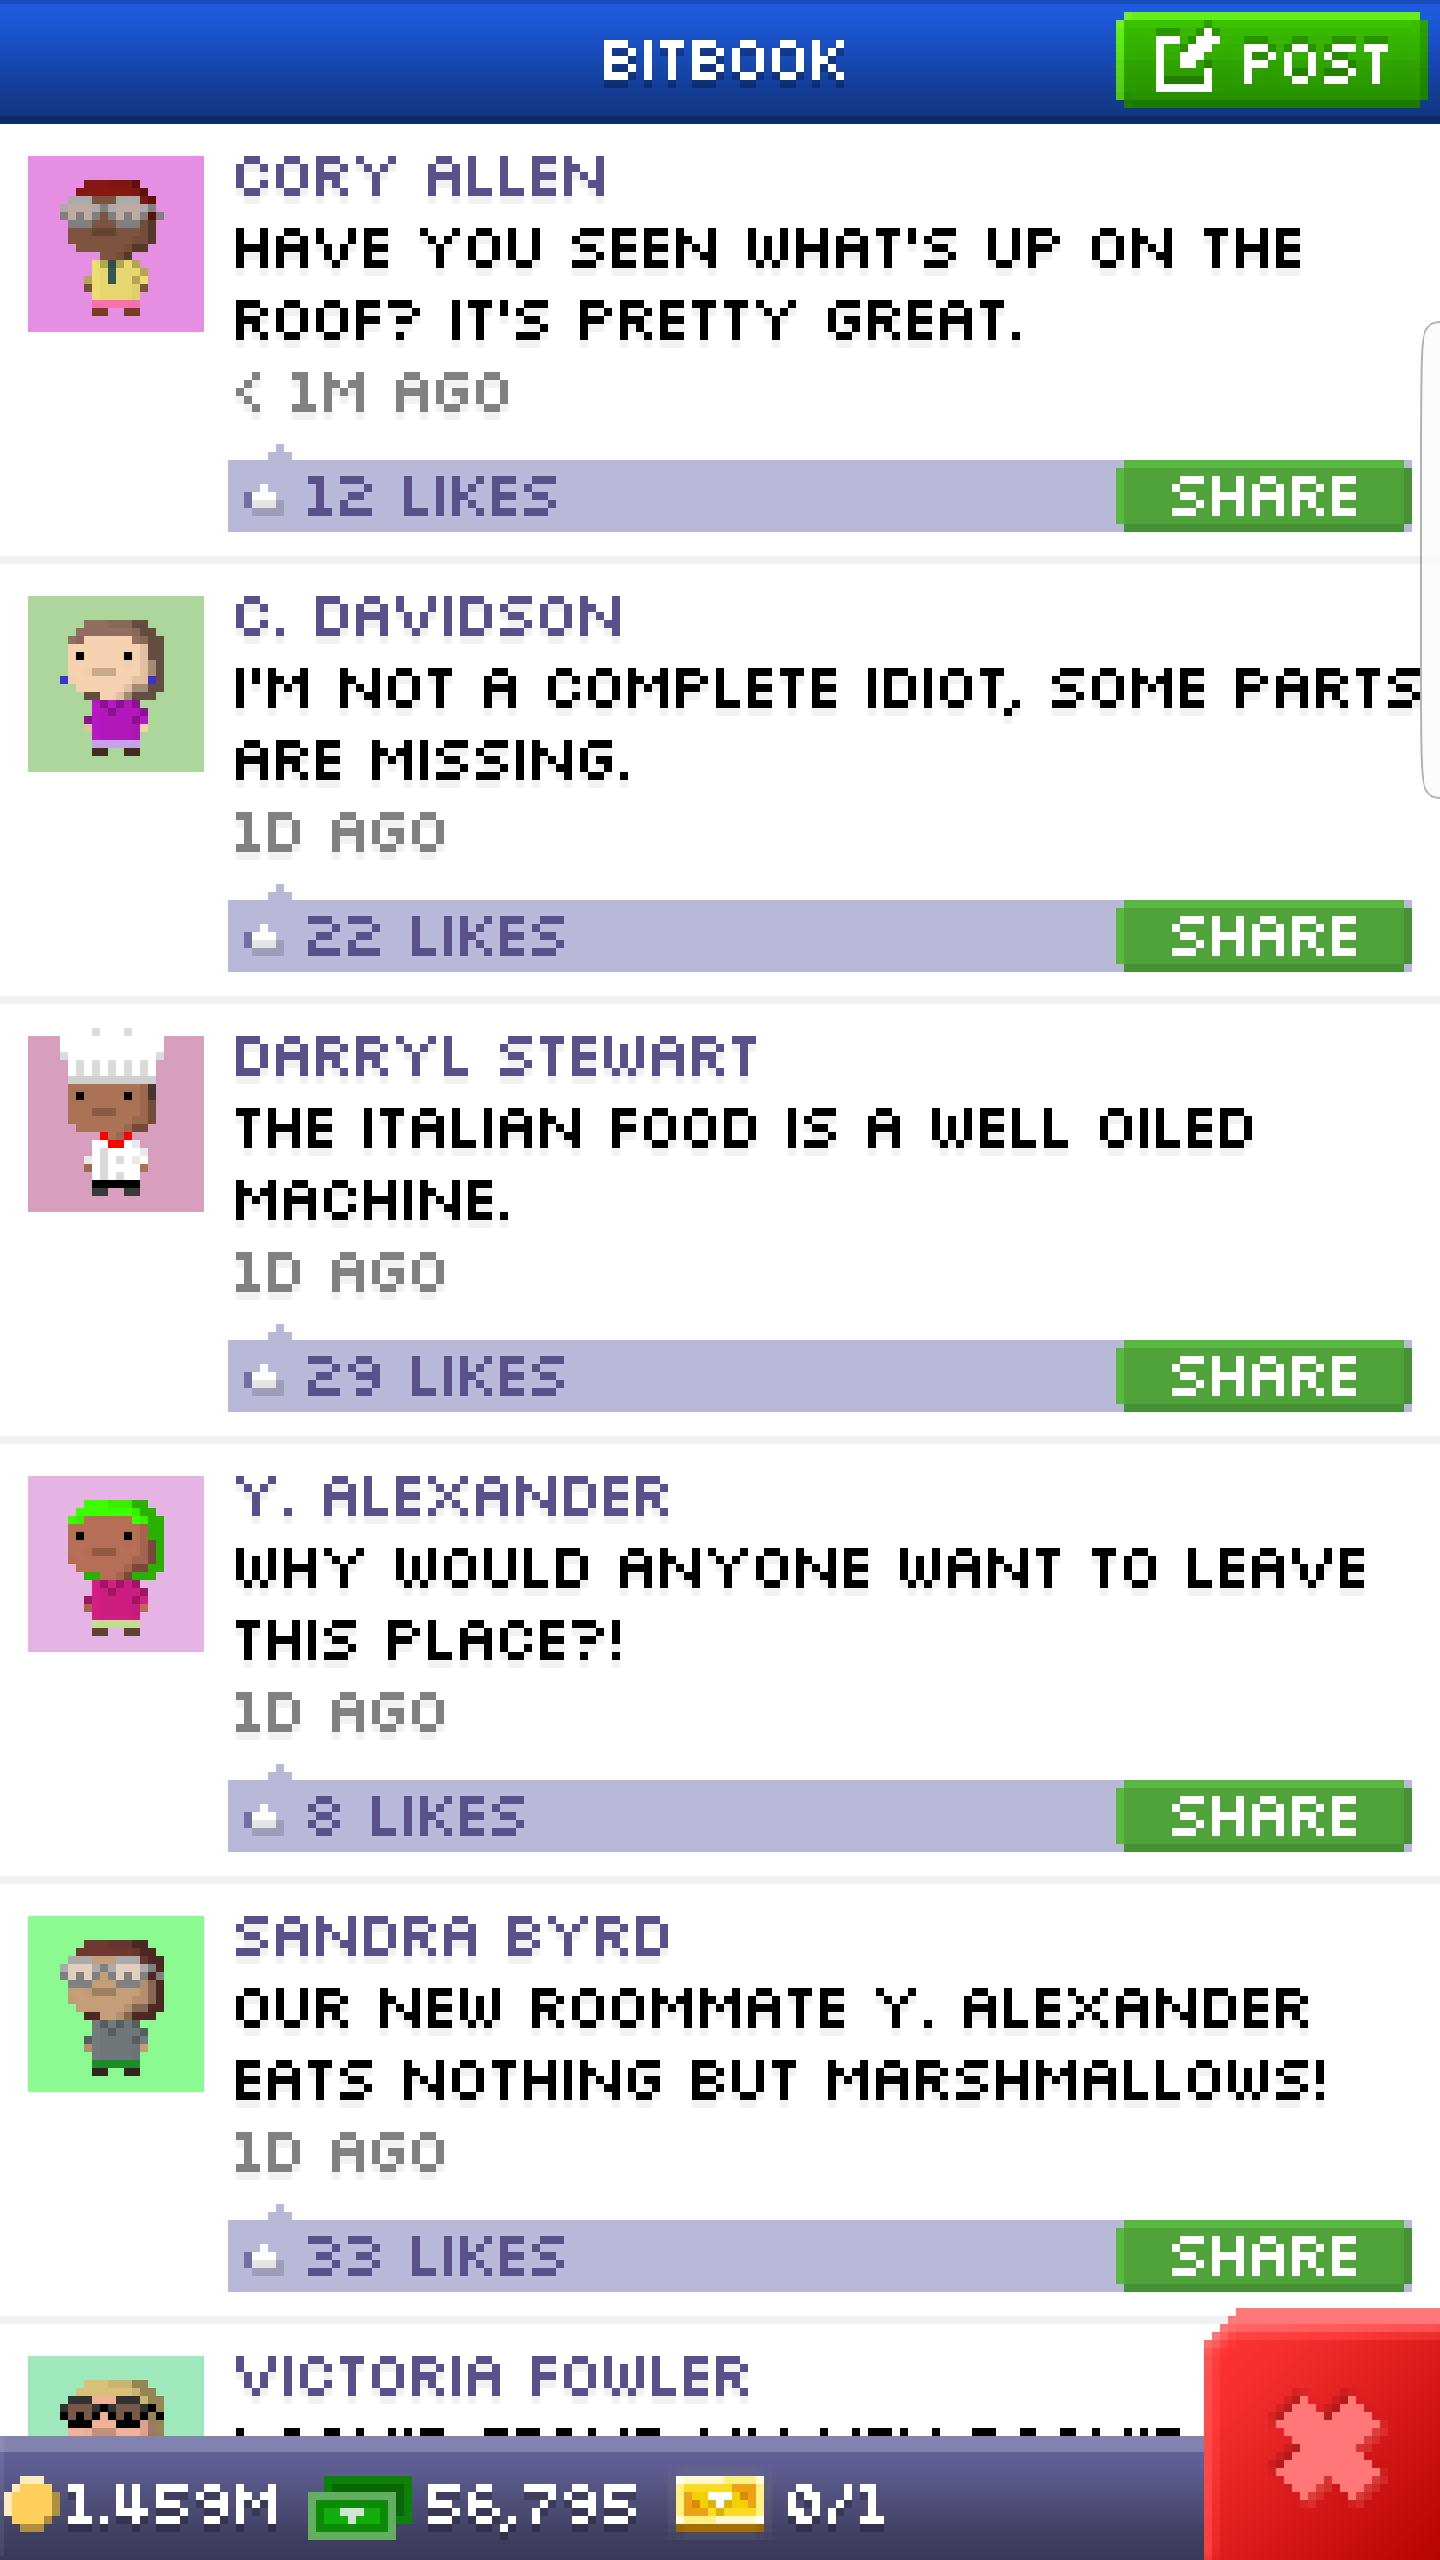 BITBOOK
POST
CORY ALLEN
HAVE YOU SEEN WHAT'S UP ON THE
ROOF? IT'S PRETTY GREAT.
< 1M AGO
12 LIKES
SHARE
C. DAVIDSON
I'M NOT A COMPLETE IDIOT, SOME PARTS
ARE MISSING.
1D AGO
22 LIKES
SHARE
DARRYL STEWART
THE ITALIAN FOOD IS A WELL OILED
MACHINE.
1D AGO
29 LIKES
SHARE
Y. ALEXANDER
WHY WOULD ANYONE WANT TO LEAVE
THIS PLACE?!
1D AGO
8 LIKES
SHARE
SANDRA BYRD
OUR NEW ROOMMATE Y. ALEXANDER
EATS NOTHING BUT MARSHMALLOWS!
1D AGO
33 LIKES
SHARE
VICTORIA FOWLER
1.459M
56,795
0/1